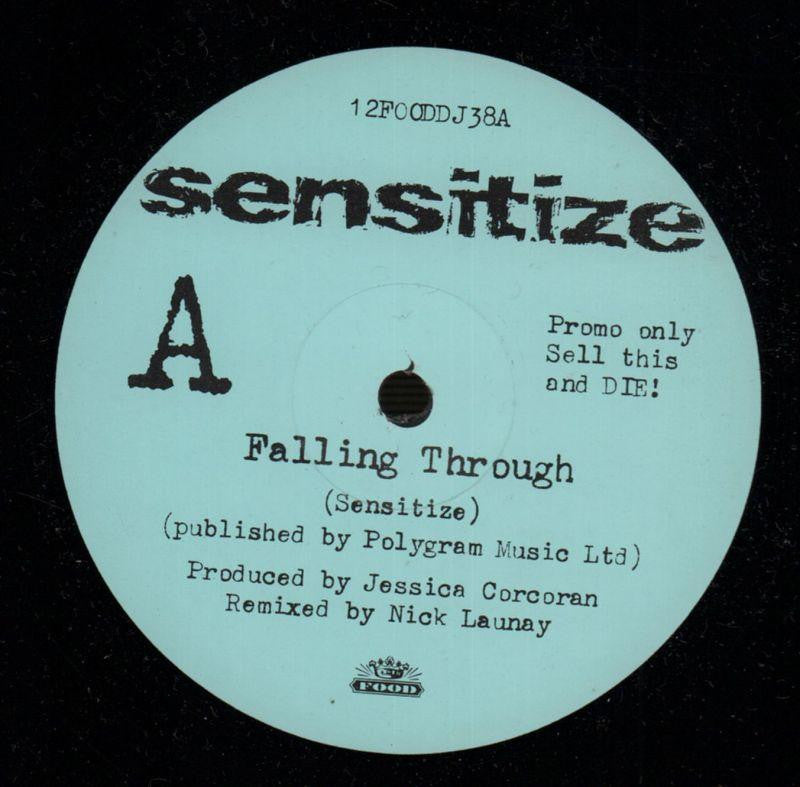 12FOODDJ38A
sensitize
A
Promo only
Sell this
and DIE!
Falling Through
(Sensitize)
(published by Polygram Music Ltd)
Produced by Jessica Corcoran
Remixed by Nick Launay
FOOD